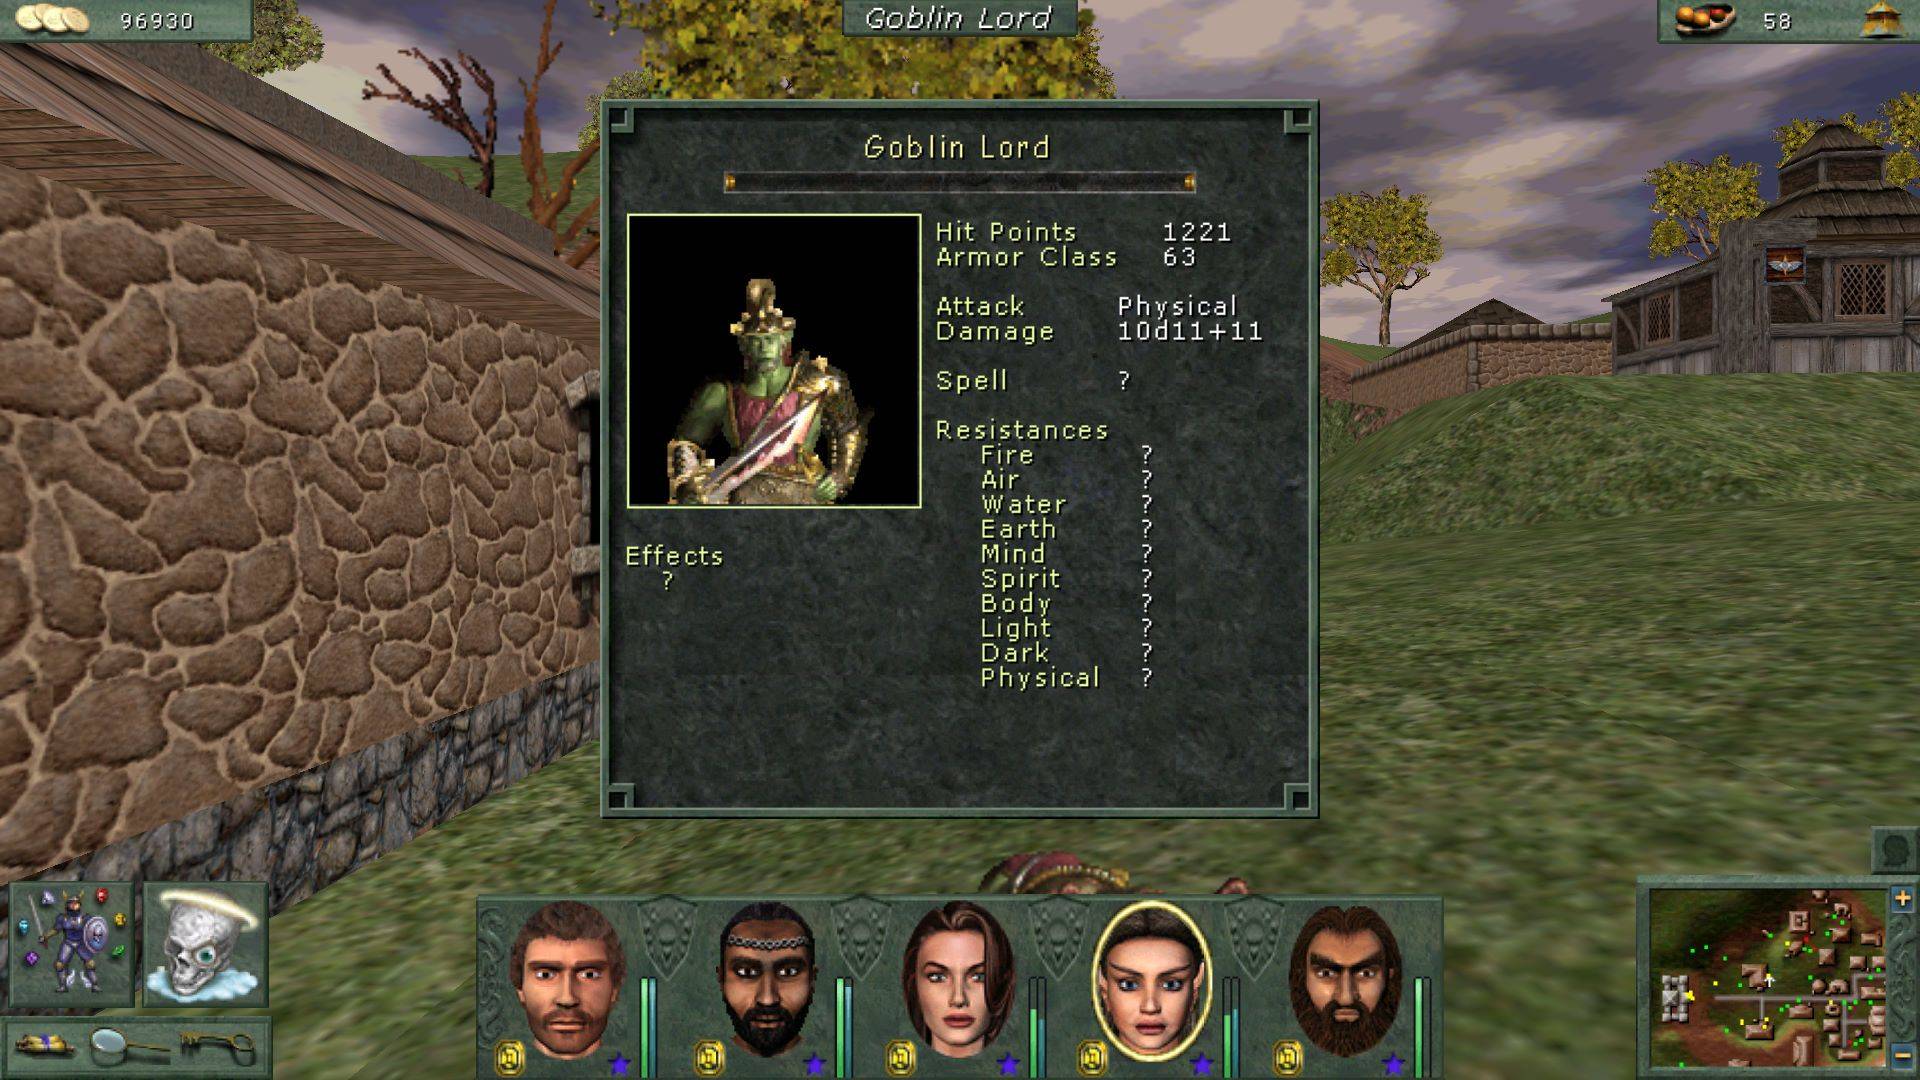 96930
Goblin Lord
58
Goblin Lord
Hit Points 1221
Armor Class 63
Attack Physical
Damage 10d11+11
Spell ?
Resistances
Fire ?
Air ?
Water ?
Earth ?
Mind ?
Spirit ?
Body ?
Light ?
Dark ?
Physical ?
Effects
?